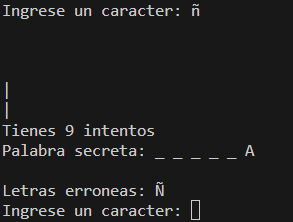 Ingrese un caracter: ñ
|
|
Tienes 9 intentos
Palabra secreta: _ _ _ _ _ A
Letras erroneas: Ñ
Ingrese un caracter: